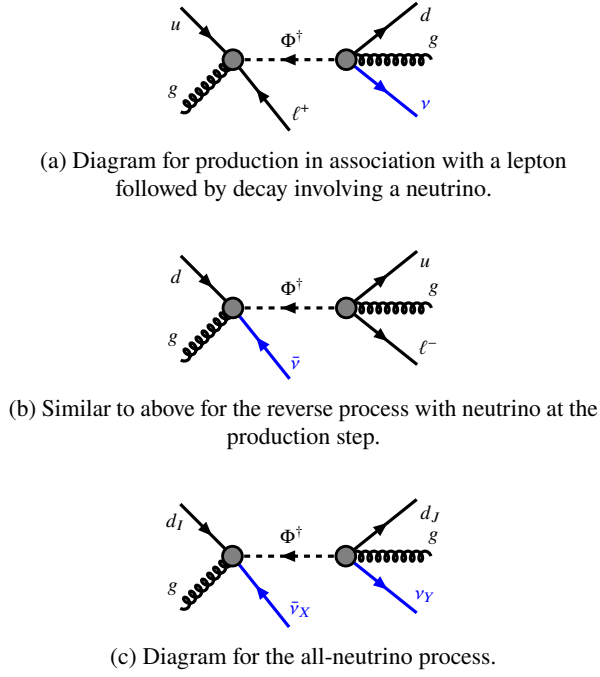 u
Φ†
d
g
g
ℓ+
ν
(a) Diagram for production in association with a lepton
followed by decay involving a neutrino.
d
Φ†
u
g
g
ν̄
ℓ−
(b) Similar to above for the reverse process with neutrino at the
production step.
d_I
Φ†
d_J
g
g
ν̄_X
ν_Y
(c) Diagram for the all-neutrino process.